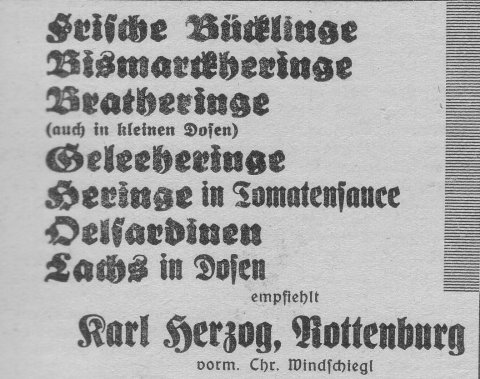 Frische Bücklinge
Bismarckheringe
Bratheringe
(auch in kleinen Dosen)
Geleeheringe
Heringe in Tomatensauce
Oelsardinen
Lachs in Dosen
empfiehlt
Karl Herzog, Rottenburg
vorm. Chr. Windschiegl